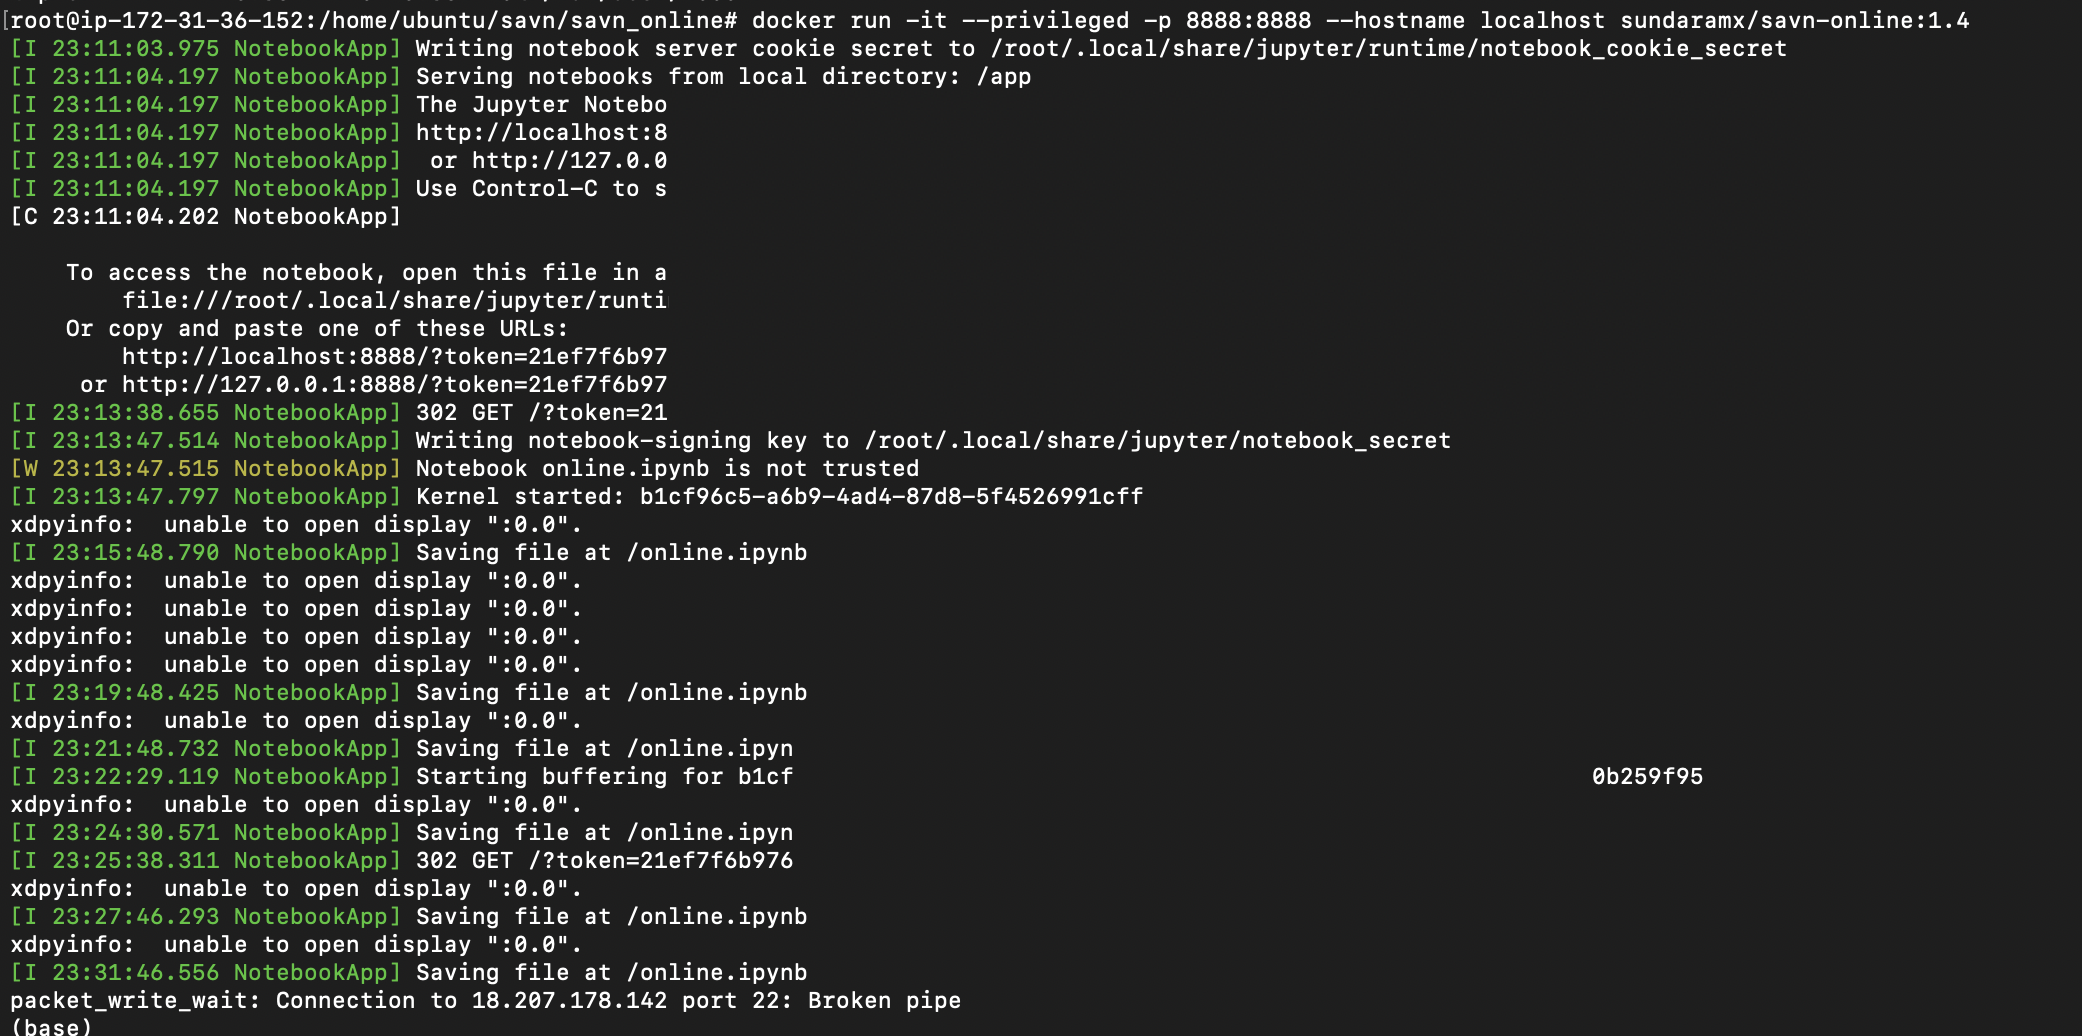 [root@ip-172-31-36-152:/home/ubuntu/savn/savn_online# docker run -it --privileged -p 8888:8888 --hostname localhost sundaramx/savn-online:1.4
[I 23:11:03.975 NotebookApp] Writing notebook server cookie secret to /root/.local/share/jupyter/runtime/notebook_cookie_secret
[I 23:11:04.197 NotebookApp] Serving notebooks from local directory: /app
[I 23:11:04.197 NotebookApp] The Jupyter Notebo
[I 23:11:04.197 NotebookApp] http://localhost:8
[I 23:11:04.197 NotebookApp]  or http://127.0.0
[I 23:11:04.197 NotebookApp] Use Control-C to s
[C 23:11:04.202 NotebookApp]
    To access the notebook, open this file in a
        file:///root/.local/share/jupyter/runti
    Or copy and paste one of these URLs:
        http://localhost:8888/?token=21ef7f6b97
     or http://127.0.0.1:8888/?token=21ef7f6b97
[I 23:13:38.655 NotebookApp] 302 GET /?token=21
[I 23:13:47.514 NotebookApp] Writing notebook-signing key to /root/.local/share/jupyter/notebook_secret
[W 23:13:47.515 NotebookApp] Notebook online.ipynb is not trusted
[I 23:13:47.797 NotebookApp] Kernel started: b1cf96c5-a6b9-4ad4-87d8-5f4526991cff
xdpyinfo:  unable to open display ":0.0".
[I 23:15:48.790 NotebookApp] Saving file at /online.ipynb
xdpyinfo:  unable to open display ":0.0".
xdpyinfo:  unable to open display ":0.0".
xdpyinfo:  unable to open display ":0.0".
xdpyinfo:  unable to open display ":0.0".
[I 23:19:48.425 NotebookApp] Saving file at /online.ipynb
xdpyinfo:  unable to open display ":0.0".
[I 23:21:48.732 NotebookApp] Saving file at /online.ipyn
[I 23:22:29.119 NotebookApp] Starting buffering for b1cf 0b259f95
xdpyinfo:  unable to open display ":0.0".
[I 23:24:30.571 NotebookApp] Saving file at /online.ipyn
[I 23:25:38.311 NotebookApp] 302 GET /?token=21ef7f6b976
xdpyinfo:  unable to open display ":0.0".
[I 23:27:46.293 NotebookApp] Saving file at /online.ipynb
xdpyinfo:  unable to open display ":0.0".
[I 23:31:46.556 NotebookApp] Saving file at /online.ipynb
packet_write_wait: Connection to 18.207.178.142 port 22: Broken pipe
(base)